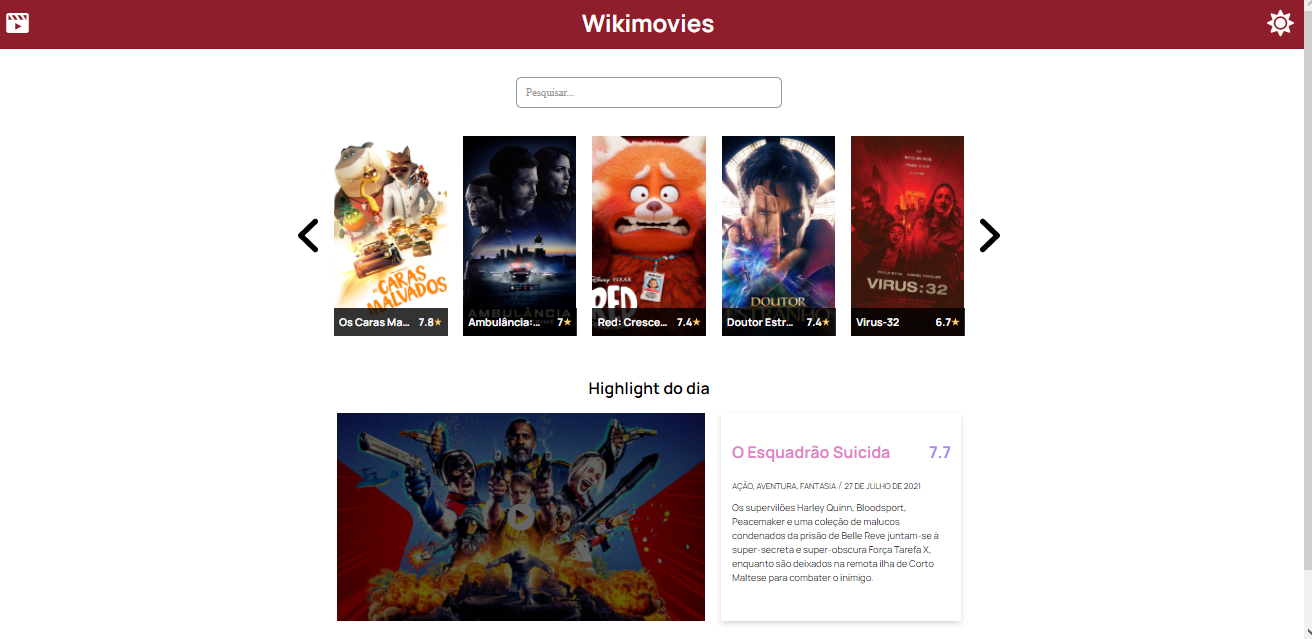 Wikimovies
Pesquisar...
OS CARAS
MALVADOS
AMBULÂNCIA
Disney PIXAR
RED
DOUTOR
ESTRANHO
VIRUS:32
Os Caras Ma... 7.8★
Ambulância:... 7★
Red: Cresce... 7.4★
Doutor Estr... 7.4★
Virus-32 6.7★
Highlight do dia
O Esquadrão Suicida 7.7
AÇÃO, AVENTURA, FANTASIA / 27 DE JULHO DE 2021
Os supervilões Harley Quinn, Bloodsport,
Peacemaker e uma coleção de malucos
condenados da prisão de Belle Reve juntam-se à
super-secreta e super-obscura Força Tarefa X,
enquanto são deixados na remota ilha de Corto
Maltese para combater o inimigo.